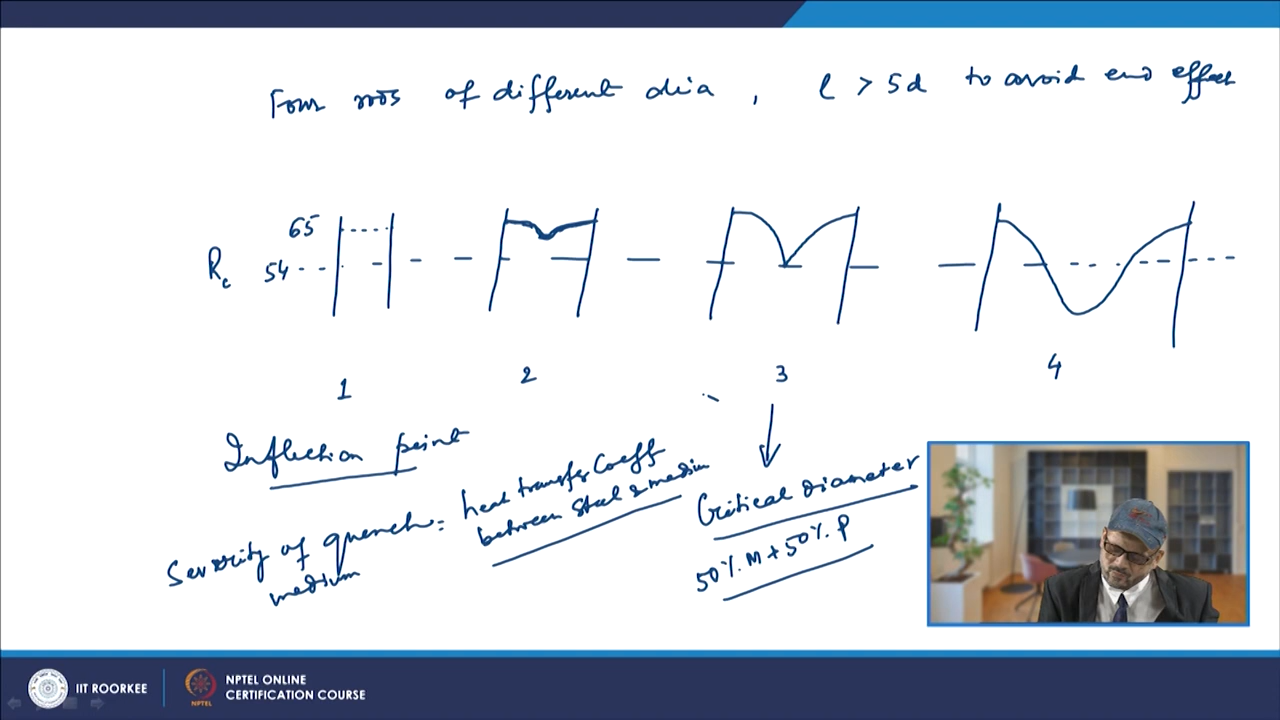 Four rods of different dia , l > 5d to avoid end effect
65
Rc 54
1 2 3 4
Inflection point
Severity of quench = heat transfer Coeff
medium between steel & medium
Critical Diameter
50%. M + 50%. P
IIT ROORKEE
NPTEL ONLINE
CERTIFICATION COURSE
NPTEL